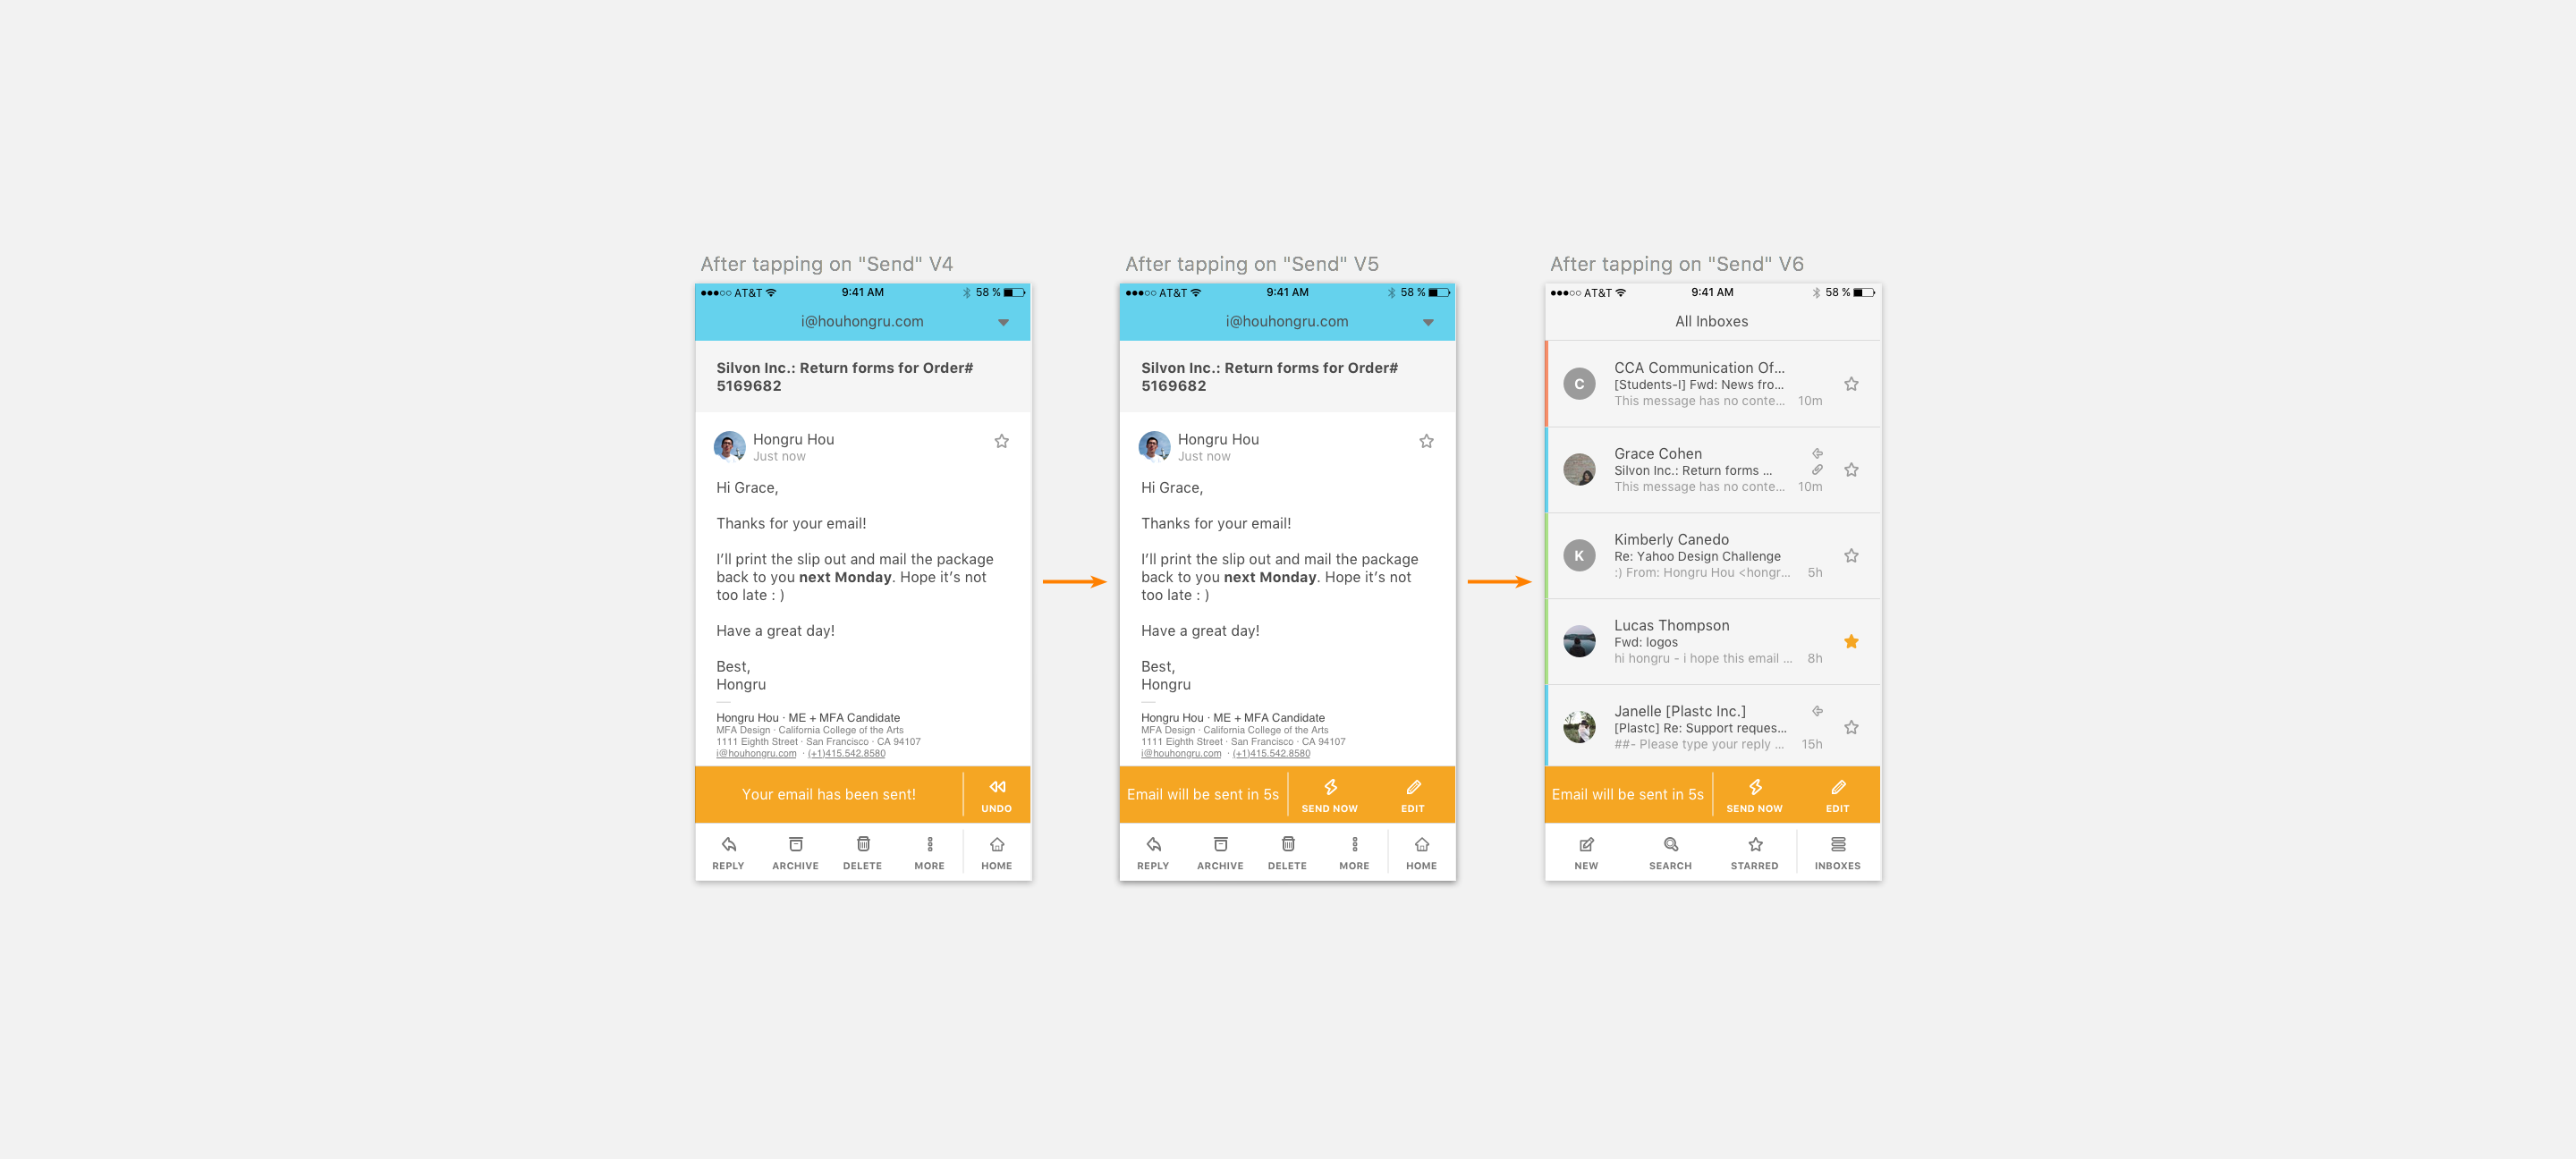 After tapping on "Send" V4
●●●○○ AT&T 9:41 AM 58 %
i@houhongru.com
Silvon Inc.: Return forms for Order#
5169682
Hongru Hou
Just now
Hi Grace,
Thanks for your email!
I’ll print the slip out and mail the package
back to you next Monday. Hope it’s not
too late : )
Have a great day!
Best,
Hongru
Hongru Hou · ME + MFA Candidate
MFA Design · California College of the Arts
1111 Eighth Street · San Francisco · CA 94107
i@houhongru.com · (+1)415.542.8580
Your email has been sent!
UNDO
REPLY ARCHIVE DELETE MORE HOME
After tapping on "Send" V5
●●●○○ AT&T 9:41 AM 58 %
i@houhongru.com
Silvon Inc.: Return forms for Order#
5169682
Hongru Hou
Just now
Hi Grace,
Thanks for your email!
I’ll print the slip out and mail the package
back to you next Monday. Hope it’s not
too late : )
Have a great day!
Best,
Hongru
Hongru Hou · ME + MFA Candidate
MFA Design · California College of the Arts
1111 Eighth Street · San Francisco · CA 94107
i@houhongru.com · (+1)415.542.8580
Email will be sent in 5s
SEND NOW EDIT
REPLY ARCHIVE DELETE MORE HOME
After tapping on "Send" V6
●●●○○ AT&T 9:41 AM 58 %
All Inboxes
C
CCA Communication Of...
[Students-l] Fwd: News fro...
This message has no conte... 10m
Grace Cohen
Silvon Inc.: Return forms ...
This message has no conte... 10m
K
Kimberly Canedo
Re: Yahoo Design Challenge
:) From: Hongru Hou <hongr... 5h
Lucas Thompson
Fwd: logos
hi hongru - i hope this email ... 8h
Janelle [Plastc Inc.]
[Plastc] Re: Support reques...
##- Please type your reply ... 15h
Email will be sent in 5s
SEND NOW EDIT
NEW SEARCH STARRED INBOXES